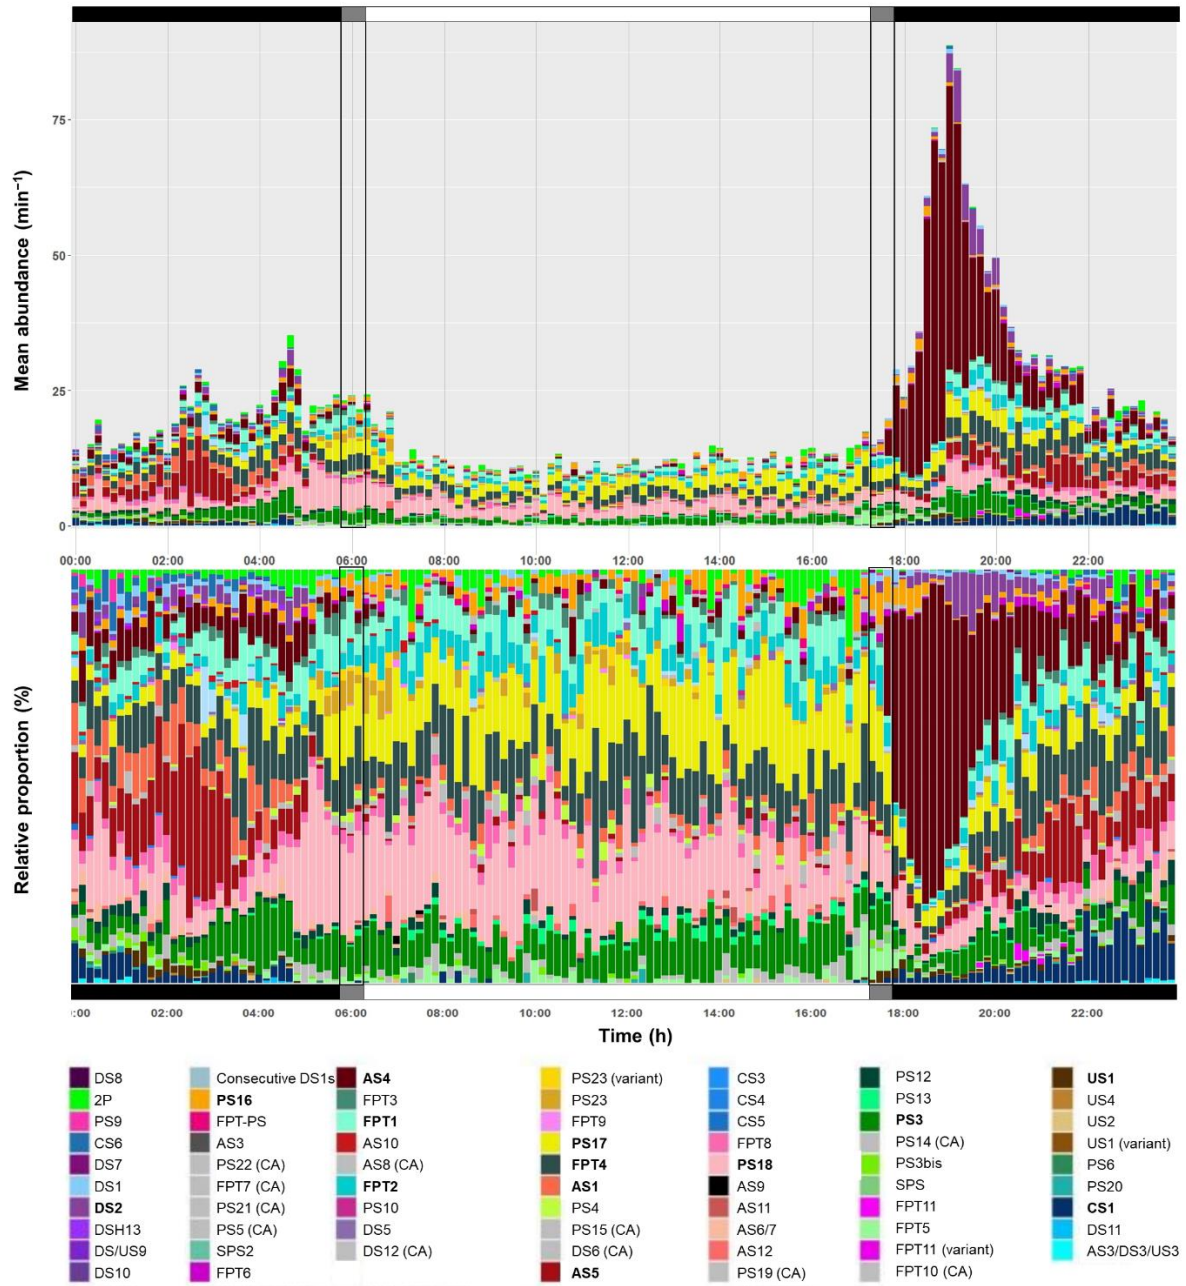 Mean abundance (min⁻¹)
75
50
25
0
00:00 02:00 04:00 06:00 08:00 10:00 12:00 14:00 16:00 18:00 20:00 22:00
Relative proportion (%)
:00 02:00 04:00 06:00 08:00 10:00 12:00 14:00 16:00 18:00 20:00 22:00
Time (h)
DS8 Consecutive DS1s AS4 PS23 (variant) CS3 PS12 US1
2P PS16 FPT3 PS23 CS4 PS13 US4
PS9 FPT-PS FPT1 FPT9 CS5 PS3 US2
CS6 AS3 AS10 PS17 FPT8 PS14 (CA) US1 (variant)
DS7 PS22 (CA) AS8 (CA) FPT4 PS18 PS3bis PS6
DS1 FPT7 (CA) FPT2 AS1 AS9 SPS PS20
DS2 PS21 (CA) PS10 PS4 AS11 FPT11 CS1
DSH13 PS5 (CA) DS5 PS15 (CA) AS6/7 FPT5 DS11
DS/US9 SPS2 DS12 (CA) DS6 (CA) AS12 FPT11 (variant) AS3/DS3/US3
DS10 FPT6 AS5 PS19 (CA) FPT10 (CA)